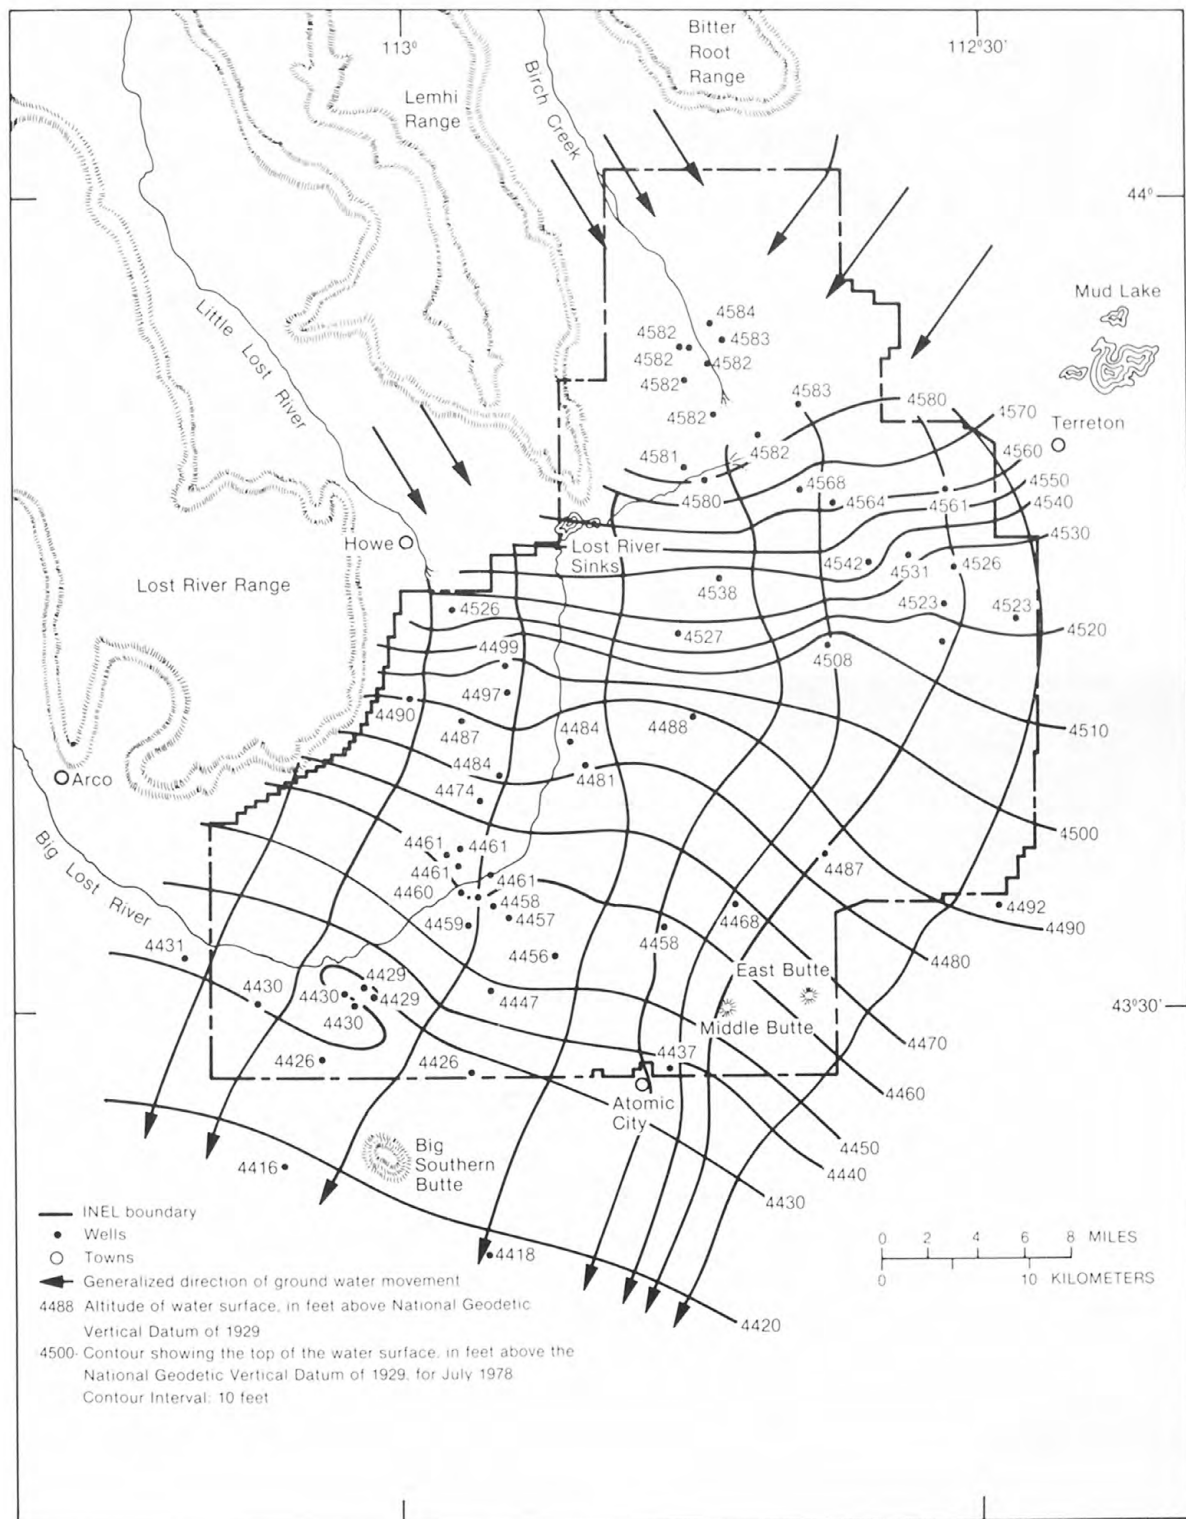 113°
112°30'
Bitter
Root
Range
Birch Creek
Lemhi
Range
44°
Mud Lake
Little Lost River
4584
4582
4583
4582
4582
4582
4582
4583
4580
4570
Terreton
4582
4560
4581
4550
4568
4580
4564
4561
4540
4530
Howe
Lost River
Sinks
4542
4531
4526
Lost River Range
4538
4526
4523
4523
4527
4520
4499
4508
4497
4490
4488
4484
4487
4510
4484
4481
Arco
4474
4500
Big Lost River
4461
4461
4487
4461
4461
4460
4458
4492
4457
4468
4459
4458
4490
4431
4456
4480
4429
East Butte
4430
4430
4429
4447
43°30'
4430
Middle Butte
4470
4426
4426
4437
4460
Atomic
City
4450
Big
Southern
Butte
4416
4440
4430
INEL boundary
Wells
Towns
0 2 4 6 8 MILES
4418
Generalized direction of ground water movement
0 10 KILOMETERS
4488 Altitude of water surface, in feet above National Geodetic
Vertical Datum of 1929
4420
4500- Contour showing the top of the water surface, in feet above the
National Geodetic Vertical Datum of 1929, for July 1978
Contour Interval: 10 feet